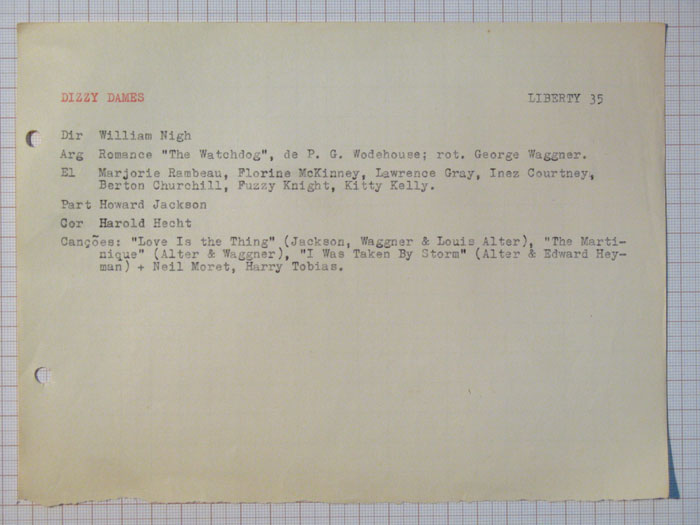 DIZZY DAMES LIBERTY 35
Dir William Nigh
Arg Romance "The Watchdog", de P. G. Wodehouse; rot. George Waggner.
El Marjorie Rambeau, Florine McKinney, Lawrence Gray, Inez Courtney,
Berton Churchill, Fuzzy Knight, Kitty Kelly.
Part Howard Jackson
Cor Harold Hecht
Canções: "Love Is the Thing" (Jackson, Waggner & Louis Alter), "The Marti-
nique" (Alter & Waggner), "I Was Taken By Storm" (Alter & Edward Hey-
man) + Neil Moret, Harry Tobias.